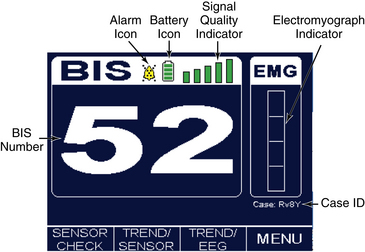 Alarm Icon
Battery Icon
Signal Quality Indicator
Electromyograph Indicator
BIS
EMG
BIS Number
52
Case: Rv8Y
Case ID
SENSOR CHECK
TREND/ SENSOR
TREND/ EEG
MENU